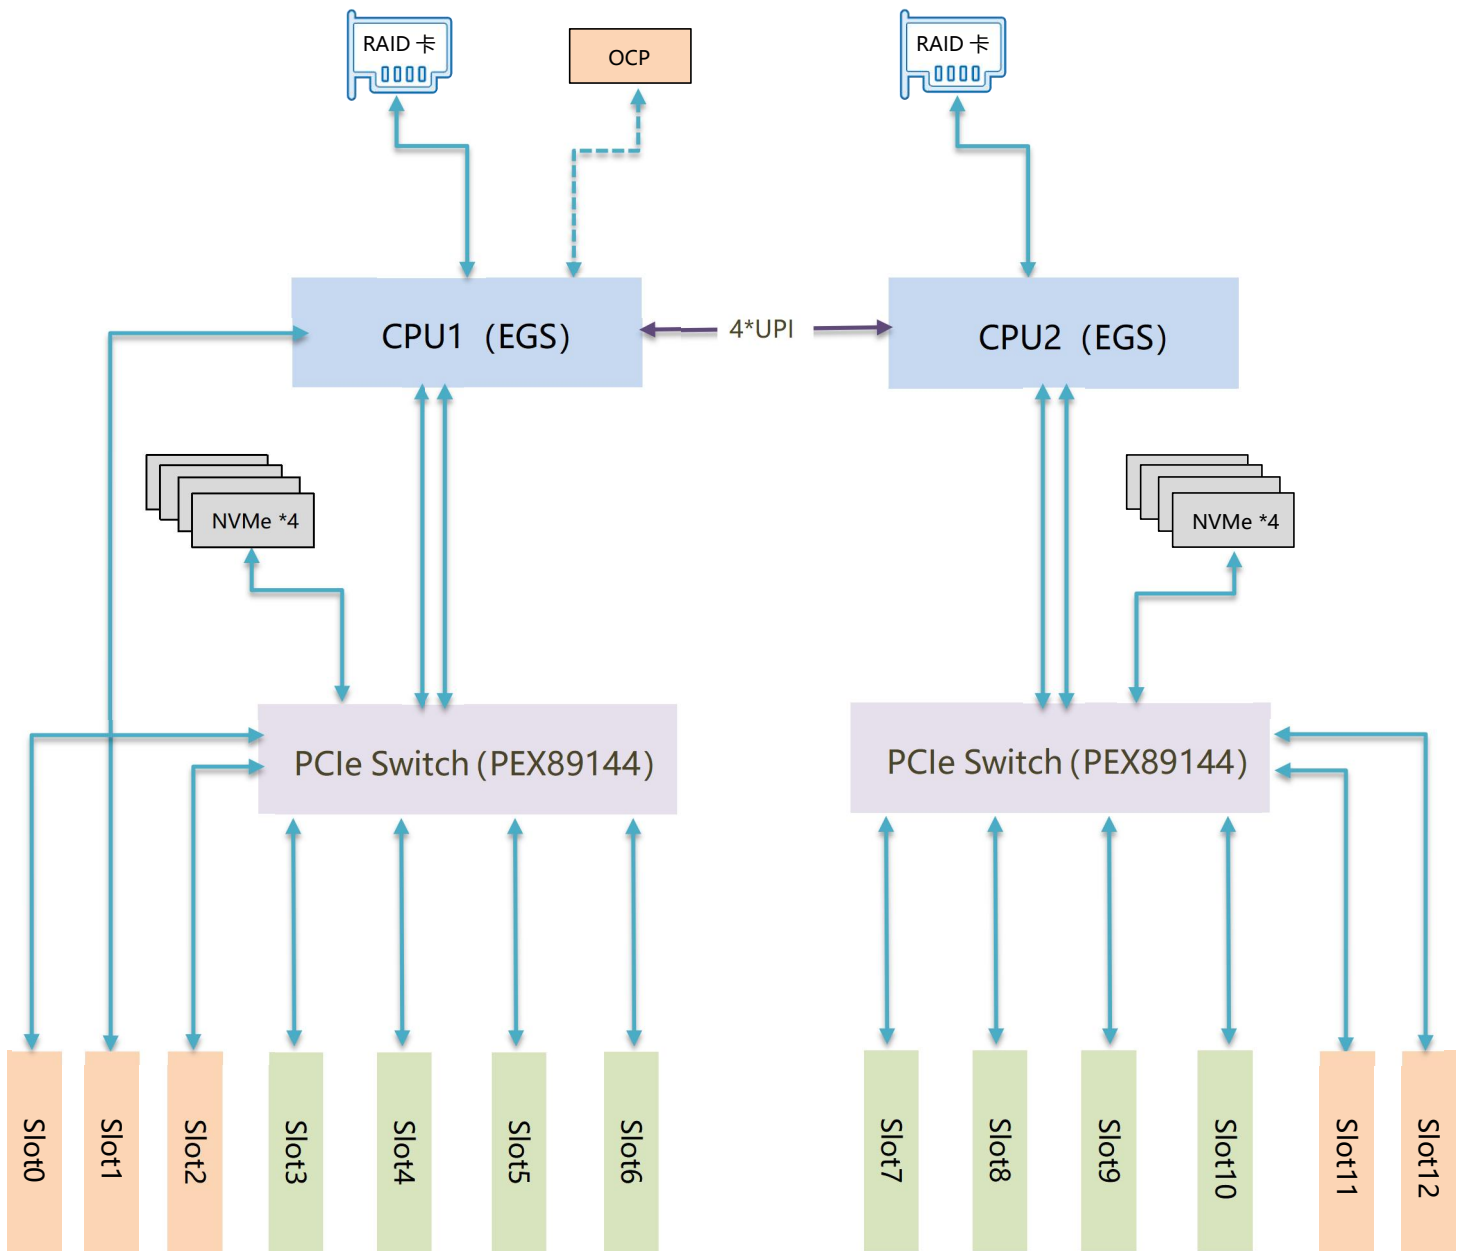 RAID 卡
OCP
RAID 卡
CPU1（EGS）
4*UPI
CPU2（EGS）
NVMe *4
NVMe *4
PCIe Switch（PEX89144）
PCIe Switch（PEX89144）
Slot0
Slot1
Slot2
Slot3
Slot4
Slot5
Slot6
Slot7
Slot8
Slot9
Slot10
Slot11
Slot12